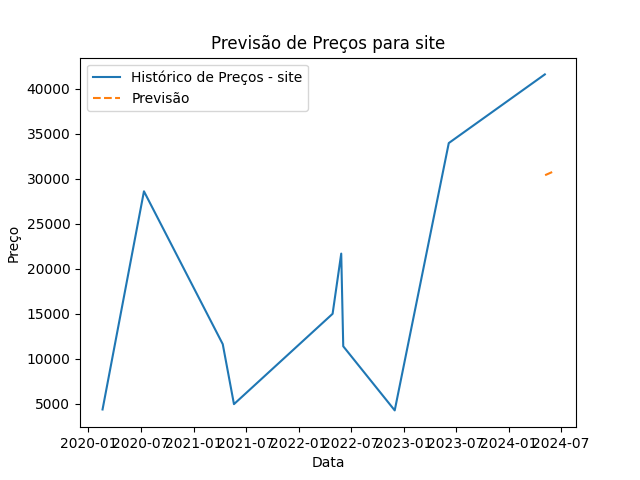 Previsão de Preços para site
Histórico de Preços - site
Previsão
40000
35000
30000
25000
20000
15000
10000
5000
Preço
2020-01 2020-07 2021-01 2021-07 2022-01 2022-07 2023-01 2023-07 2024-01 2024-07
Data